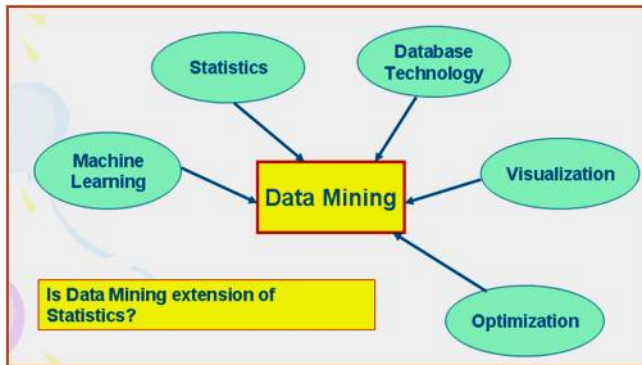 Statistics
Database
Technology
Machine
Learning
Data Mining
Visualization
Is Data Mining extension of
Statistics?
Optimization